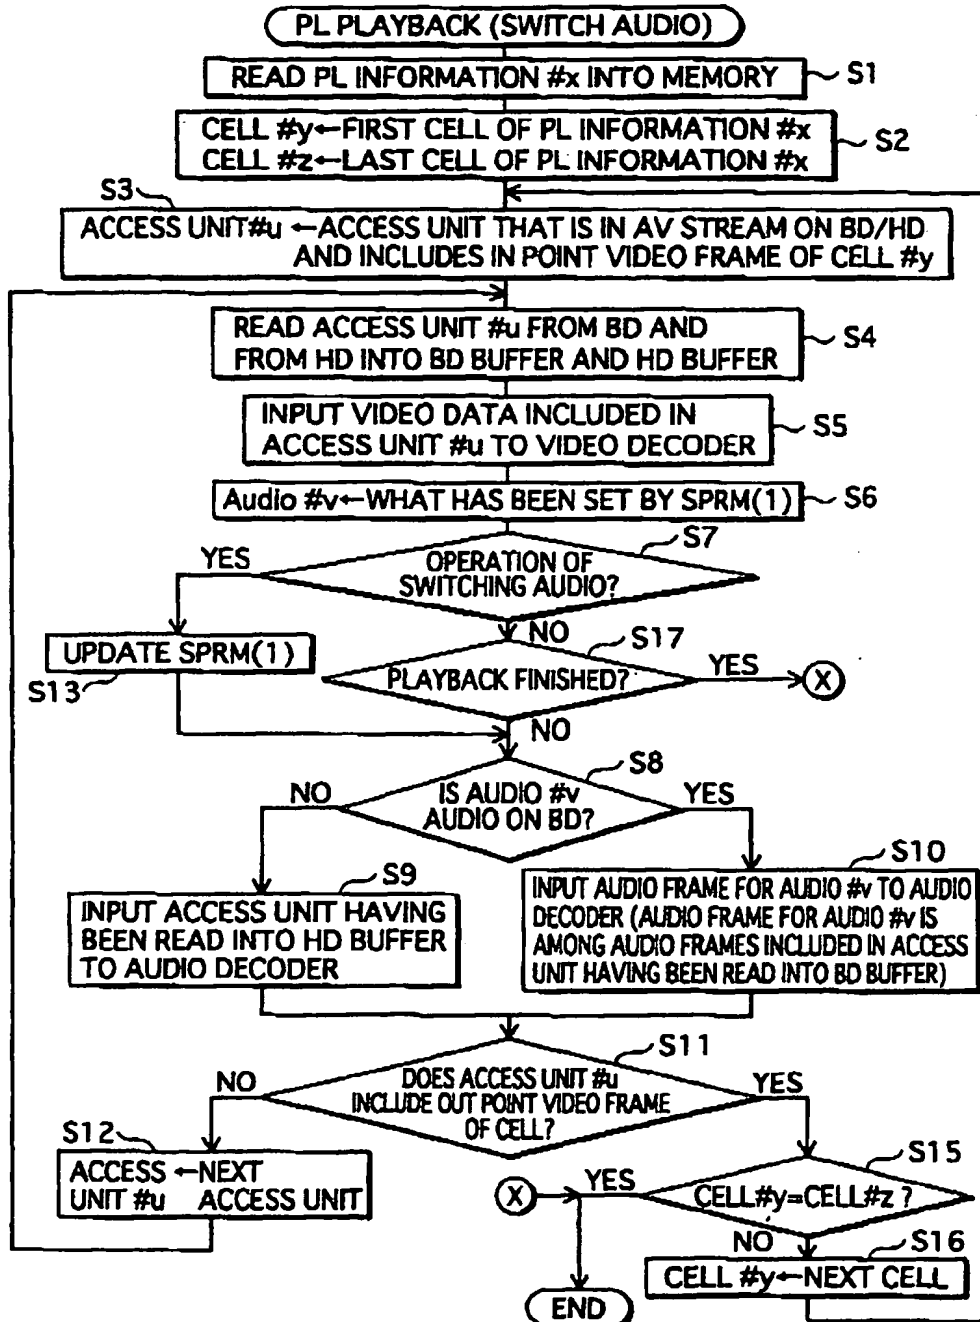 PL PLAYBACK (SWITCH AUDIO)
READ PL INFORMATION #x INTO MEMORY
S1
CELL #y←FIRST CELL OF PL INFORMATION #x
CELL #z←LAST CELL OF PL INFORMATION #x
S2
S3
ACCESS UNIT#u ←ACCESS UNIT THAT IS IN AV STREAM ON BD/HD
AND INCLUDES IN POINT VIDEO FRAME OF CELL #y
READ ACCESS UNIT #u FROM BD AND
FROM HD INTO BD BUFFER AND HD BUFFER
S4
INPUT VIDEO DATA INCLUDED IN
ACCESS UNIT #u TO VIDEO DECODER
S5
Audio #v←WHAT HAS BEEN SET BY SPRM(1)
S6
S7
YES
OPERATION OF
SWITCHING AUDIO?
NO
UPDATE SPRM(1)
S13
S17
PLAYBACK FINISHED?
YES
X
NO
S8
NO
IS AUDIO #v
AUDIO ON BD?
YES
S9
INPUT ACCESS UNIT HAVING
BEEN READ INTO HD BUFFER
TO AUDIO DECODER
S10
INPUT AUDIO FRAME FOR AUDIO #v TO AUDIO
DECODER (AUDIO FRAME FOR AUDIO #v IS
AMONG AUDIO FRAMES INCLUDED IN ACCESS
UNIT HAVING BEEN READ INTO BD BUFFER)
S11
NO
DOES ACCESS UNIT #u
INCLUDE OUT POINT VIDEO FRAME
OF CELL?
YES
S12
ACCESS ←NEXT
UNIT #u ACCESS UNIT
S15
X
YES
CELL#y=CELL#z ?
NO
S16
CELL #y←NEXT CELL
END